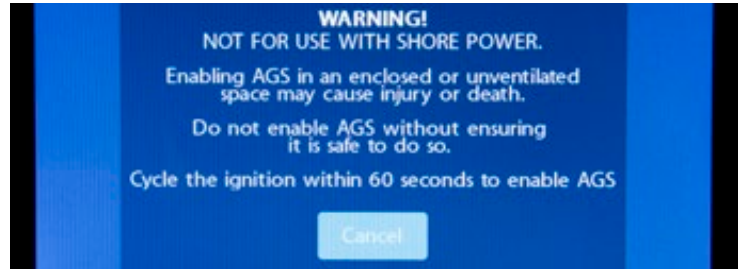 WARNING!
NOT FOR USE WITH SHORE POWER.
Enabling AGS in an enclosed or unventilated
space may cause injury or death.
Do not enable AGS without ensuring
it is safe to do so.
Cycle the ignition within 60 seconds to enable AGS
Cancel